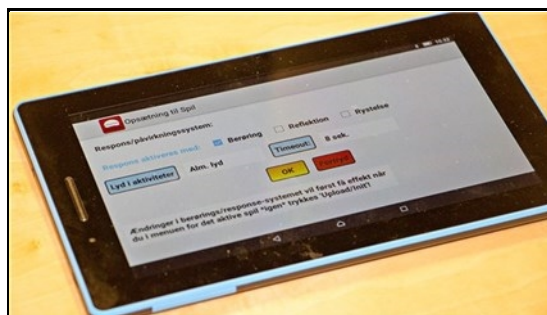 Opsætning til Spil
Respons/påvirkningssystem:
Respons aktiveres med: Berøring Reflektion Rystelse
Lyd i aktiviteter Alm. lyd Timeout: 8 sek.
OK Fortryd
Ændringer i berørings/response-systemet vil først få effekt når
du i menuen for det aktive spil "igen" trykkes 'Upload/Init'!